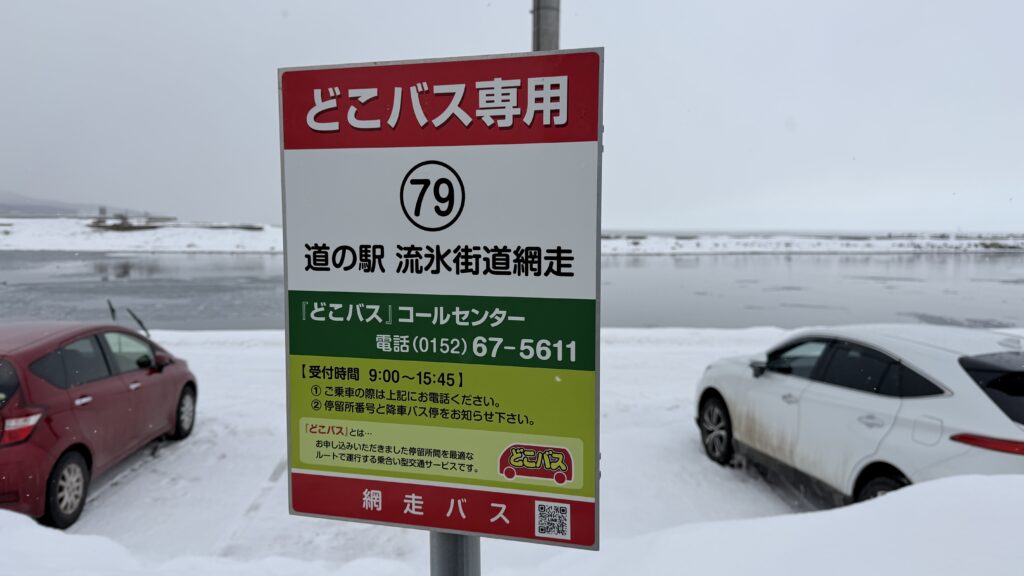 どこバス専用
79
道の駅 流氷街道網走
『どこバス』コールセンター
電話(0152)67-5611
【受付時間 9:00〜15:45】
① ご乗車の際は上記にお電話ください。
② 停留所番号と降車バス停をお知らせ下さい。
『どこバス』とは…
お申し込みいただきました停留所間を最適な
ルートで運行する乗合い型交通サービスです。
どこバス
網走バス